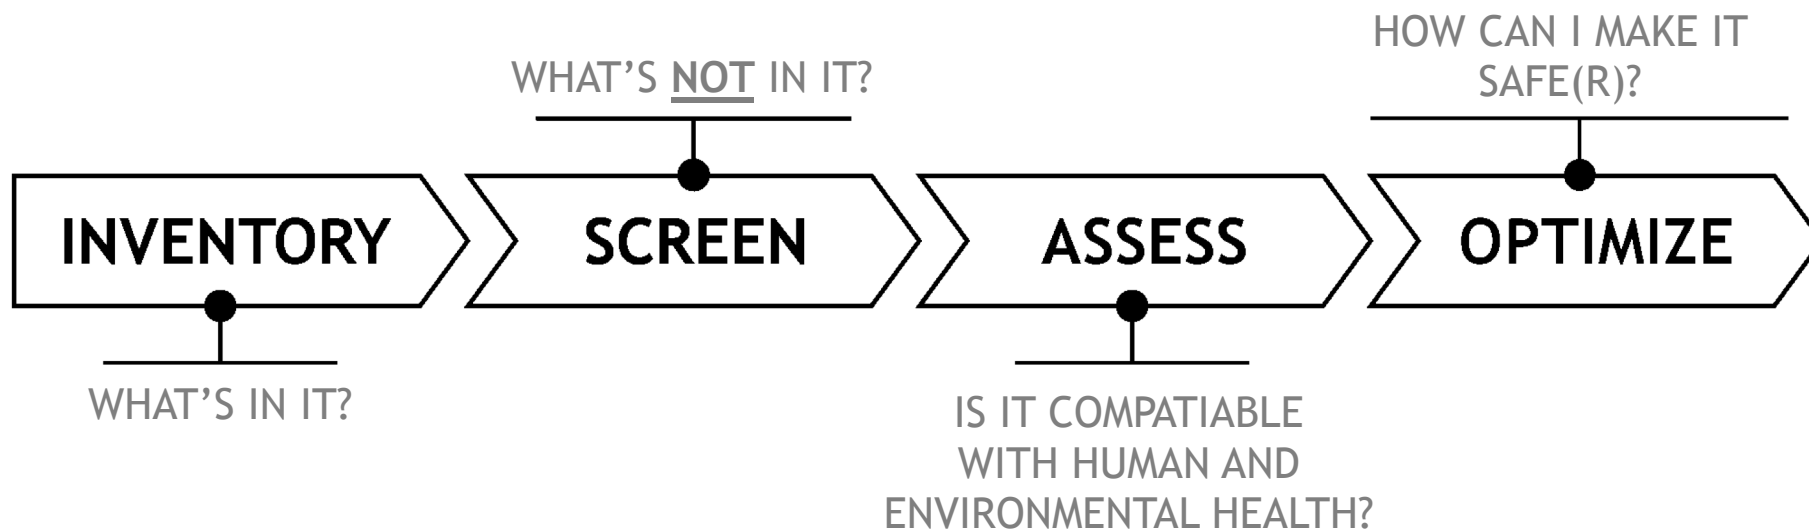 HOW CAN I MAKE IT
SAFE(R)?
WHAT'S NOT IN IT?
INVENTORY
SCREEN
ASSESS
OPTIMIZE
WHAT'S IN IT?
IS IT COMPATIABLE
WITH HUMAN AND
ENVIRONMENTAL HEALTH?